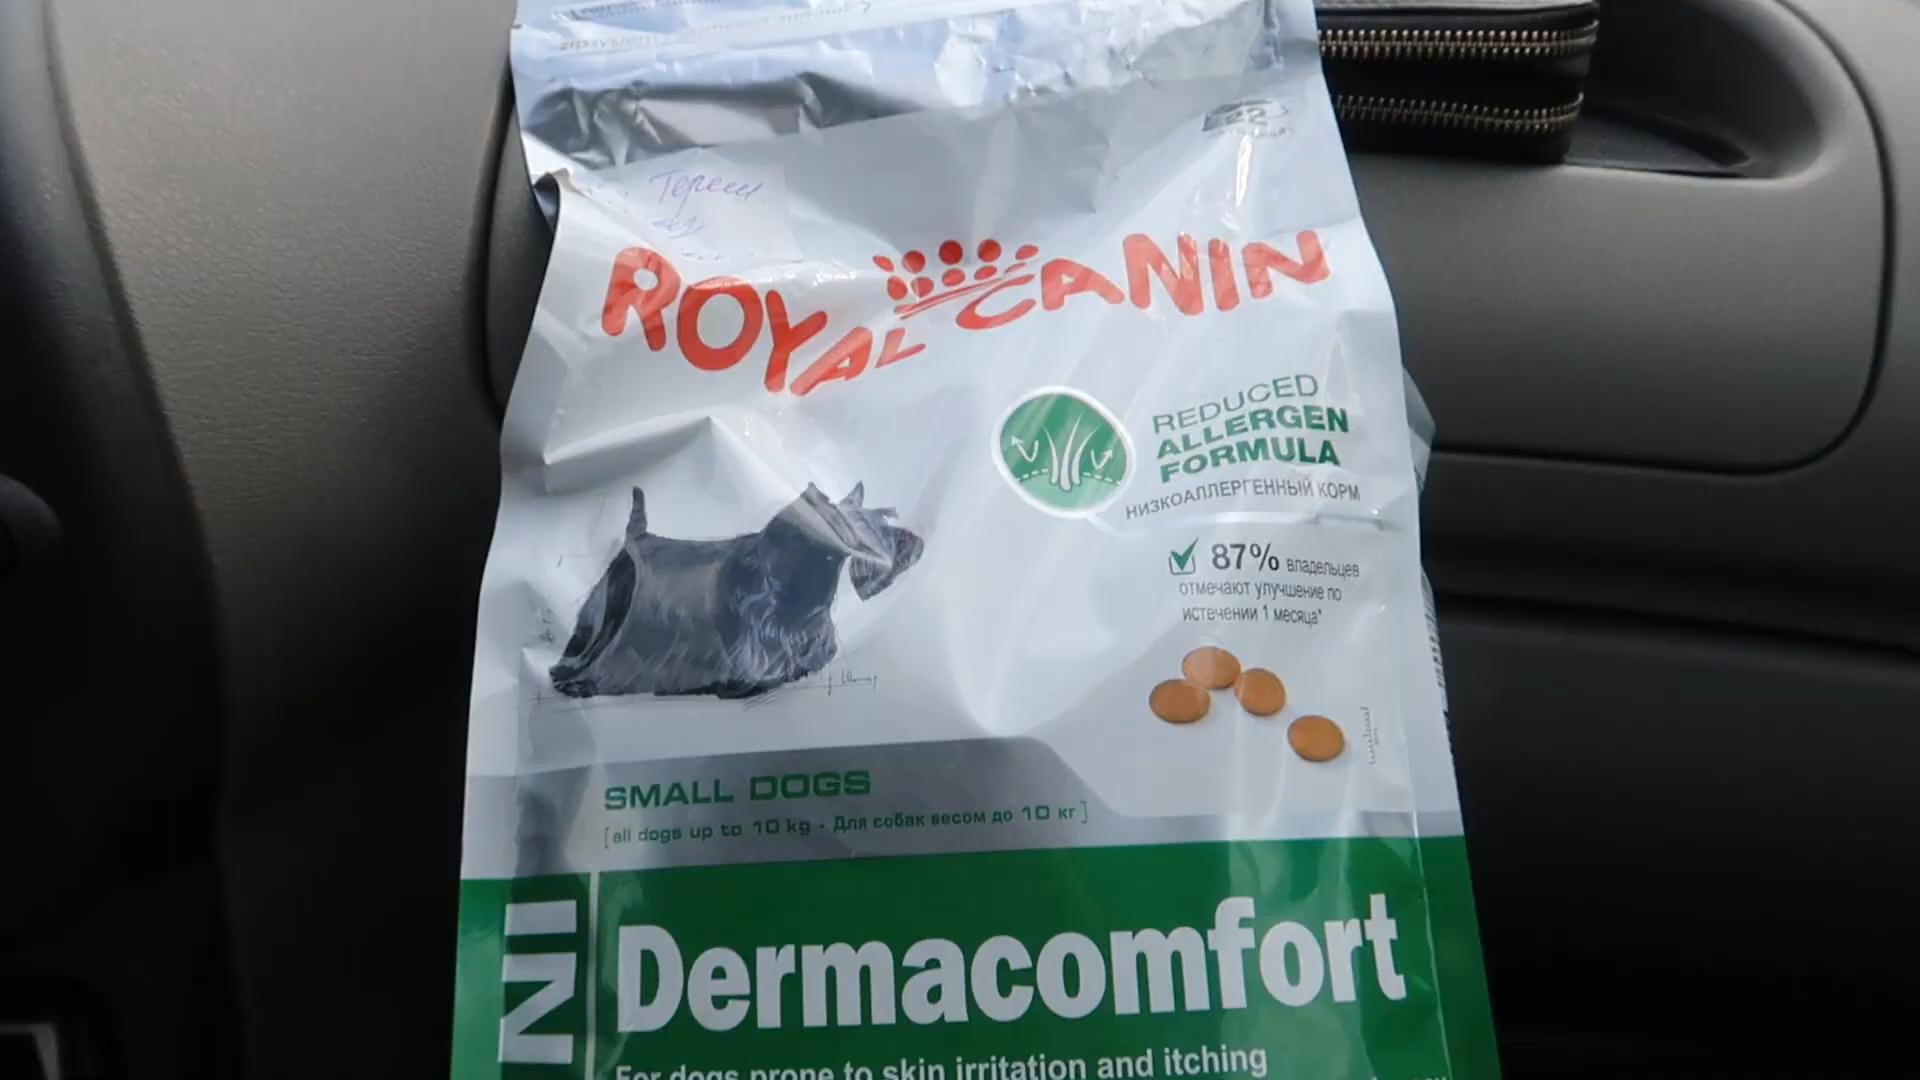 ROYAL CANIN
REDUCED
ALLERGEN
FORMULA
НИЗКОАЛЛЕРГЕННЫЙ КОРМ
87% владельцев
отмечают улучшение по
истечении 1 месяца*
SMALL DOGS
[all dogs up to 10 kg - Для собак весом до 10 кг]
NI
Dermacomfort
For dogs prone to skin irritation and itching